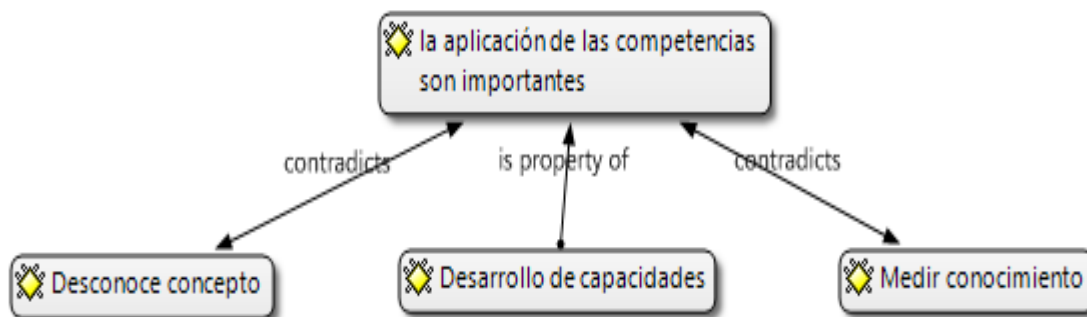 la aplicación de las competencias
son importantes
contradicts
is property of
contradicts
Desconoce concepto
Desarrollo de capacidades
Medir conocimiento